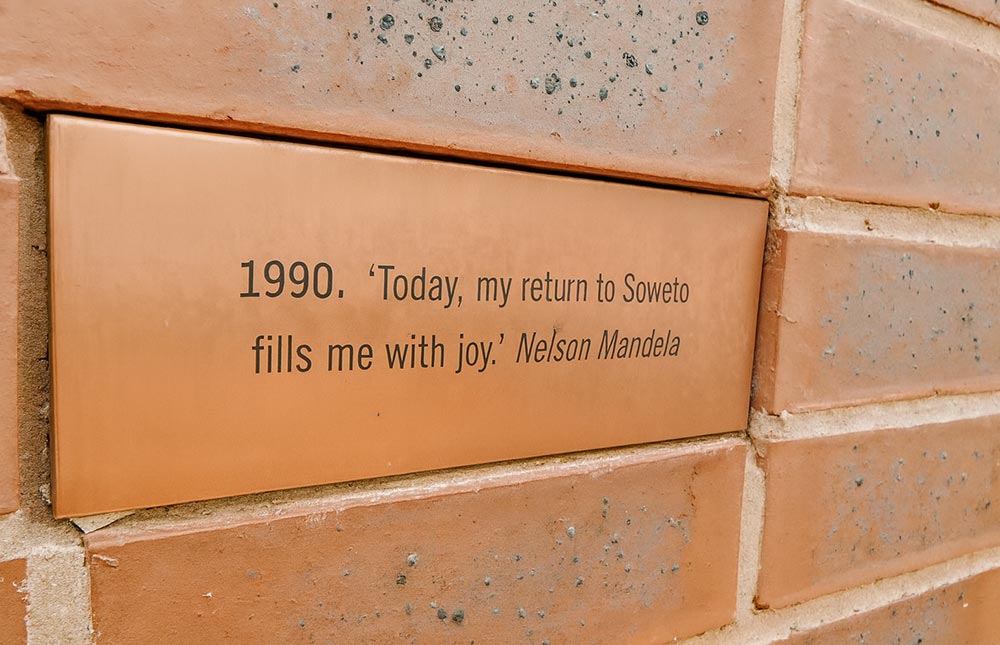 1990. ‘Today, my return to Soweto
fills me with joy.’ Nelson Mandela